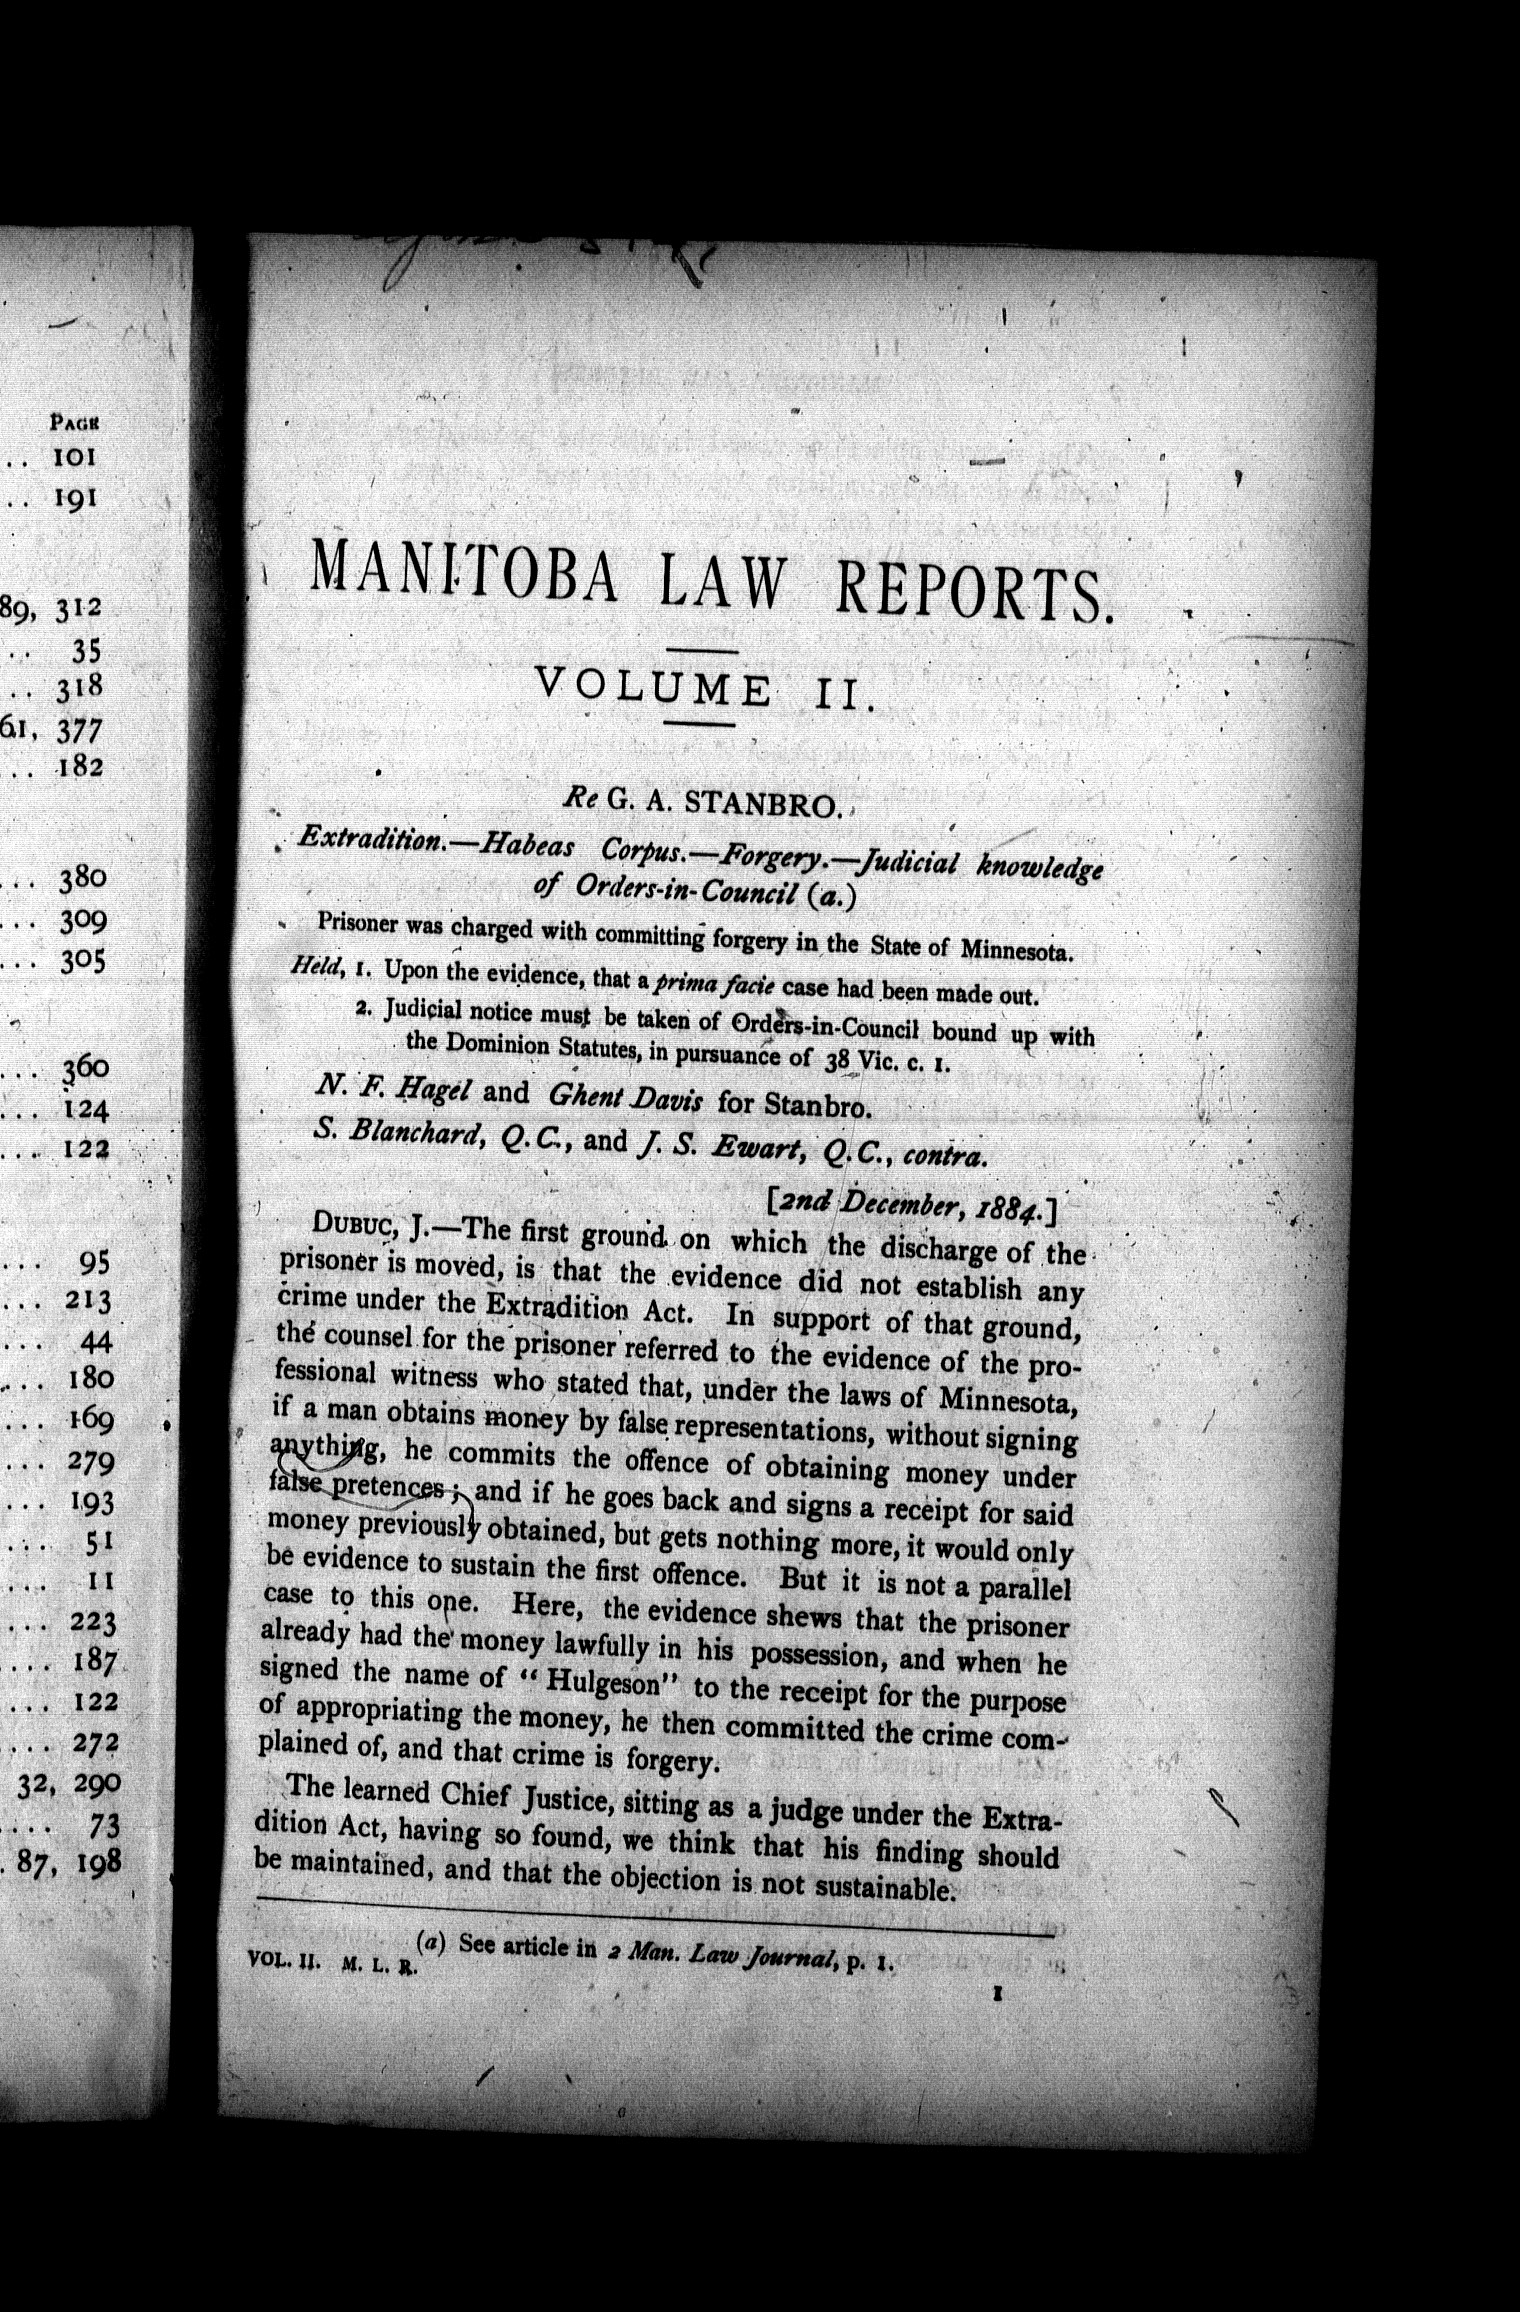 PAGE
.. 101
.. 191
89, 312
.. 35
.. 318
61, 377
... 182
... 380
... 309
... 305
... 360
... 124
... 122
... 95
... 213
... 44
... 180
... 169
... 279
... 193
... 51
... 11
... 223
.... 187
... 122
.... 272
32, 290
.... 73
. 87, 198
MANITOBA LAW REPORTS.
VOLUME II.
Re G. A. STANBRO.
Extradition.—Habeas Corpus.—Forgery.—Judicial knowledge
of Orders-in-Council (a.)
Prisoner was charged with committing forgery in the State of Minnesota.
Held, 1. Upon the evidence, that a prima facie case had been made out.
2. Judicial notice must be taken of Orders-in-Council bound up with
the Dominion Statutes, in pursuance of 38 Vic. c. 1.
N. F. Hagel and Ghent Davis for Stanbro.
S. Blanchard, Q.C., and J. S. Ewart, Q.C., contra.
[2nd December, 1884.]
DUBUC, J.—The first ground on which the discharge of the
prisoner is moved, is that the evidence did not establish any
crime under the Extradition Act. In support of that ground,
the counsel for the prisoner referred to the evidence of the pro-
fessional witness who stated that, under the laws of Minnesota,
if a man obtains money by false representations, without signing
anything, he commits the offence of obtaining money under
false pretences; and if he goes back and signs a receipt for said
money previously obtained, but gets nothing more, it would only
be evidence to sustain the first offence. But it is not a parallel
case to this one. Here, the evidence shews that the prisoner
already had the money lawfully in his possession, and when he
signed the name of "Hulgeson" to the receipt for the purpose
of appropriating the money, he then committed the crime com-
plained of, and that crime is forgery.
The learned Chief Justice, sitting as a judge under the Extra-
dition Act, having so found, we think that his finding should
be maintained, and that the objection is not sustainable.
(a) See article in 2 Man. Law Journal, p. 1.
VOL. II. M. L. R.
1